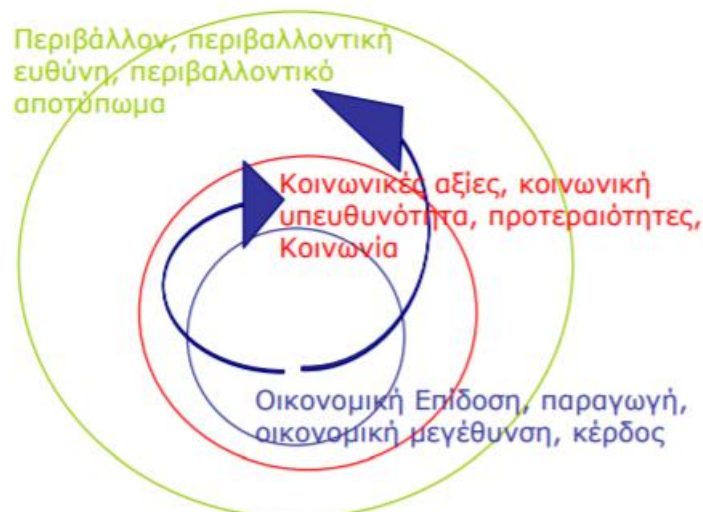 Περιβάλλον, περιβαλλοντική
ευθύνη, περιβαλλοντικό
αποτύπωμα
Κοινωνικές αξίες, κοινωνική
υπευθυνότητα, προτεραιότητες,
Κοινωνία
Οικονομική Επίδοση, παραγωγή,
οικονομική μεγέθυνση, κέρδος